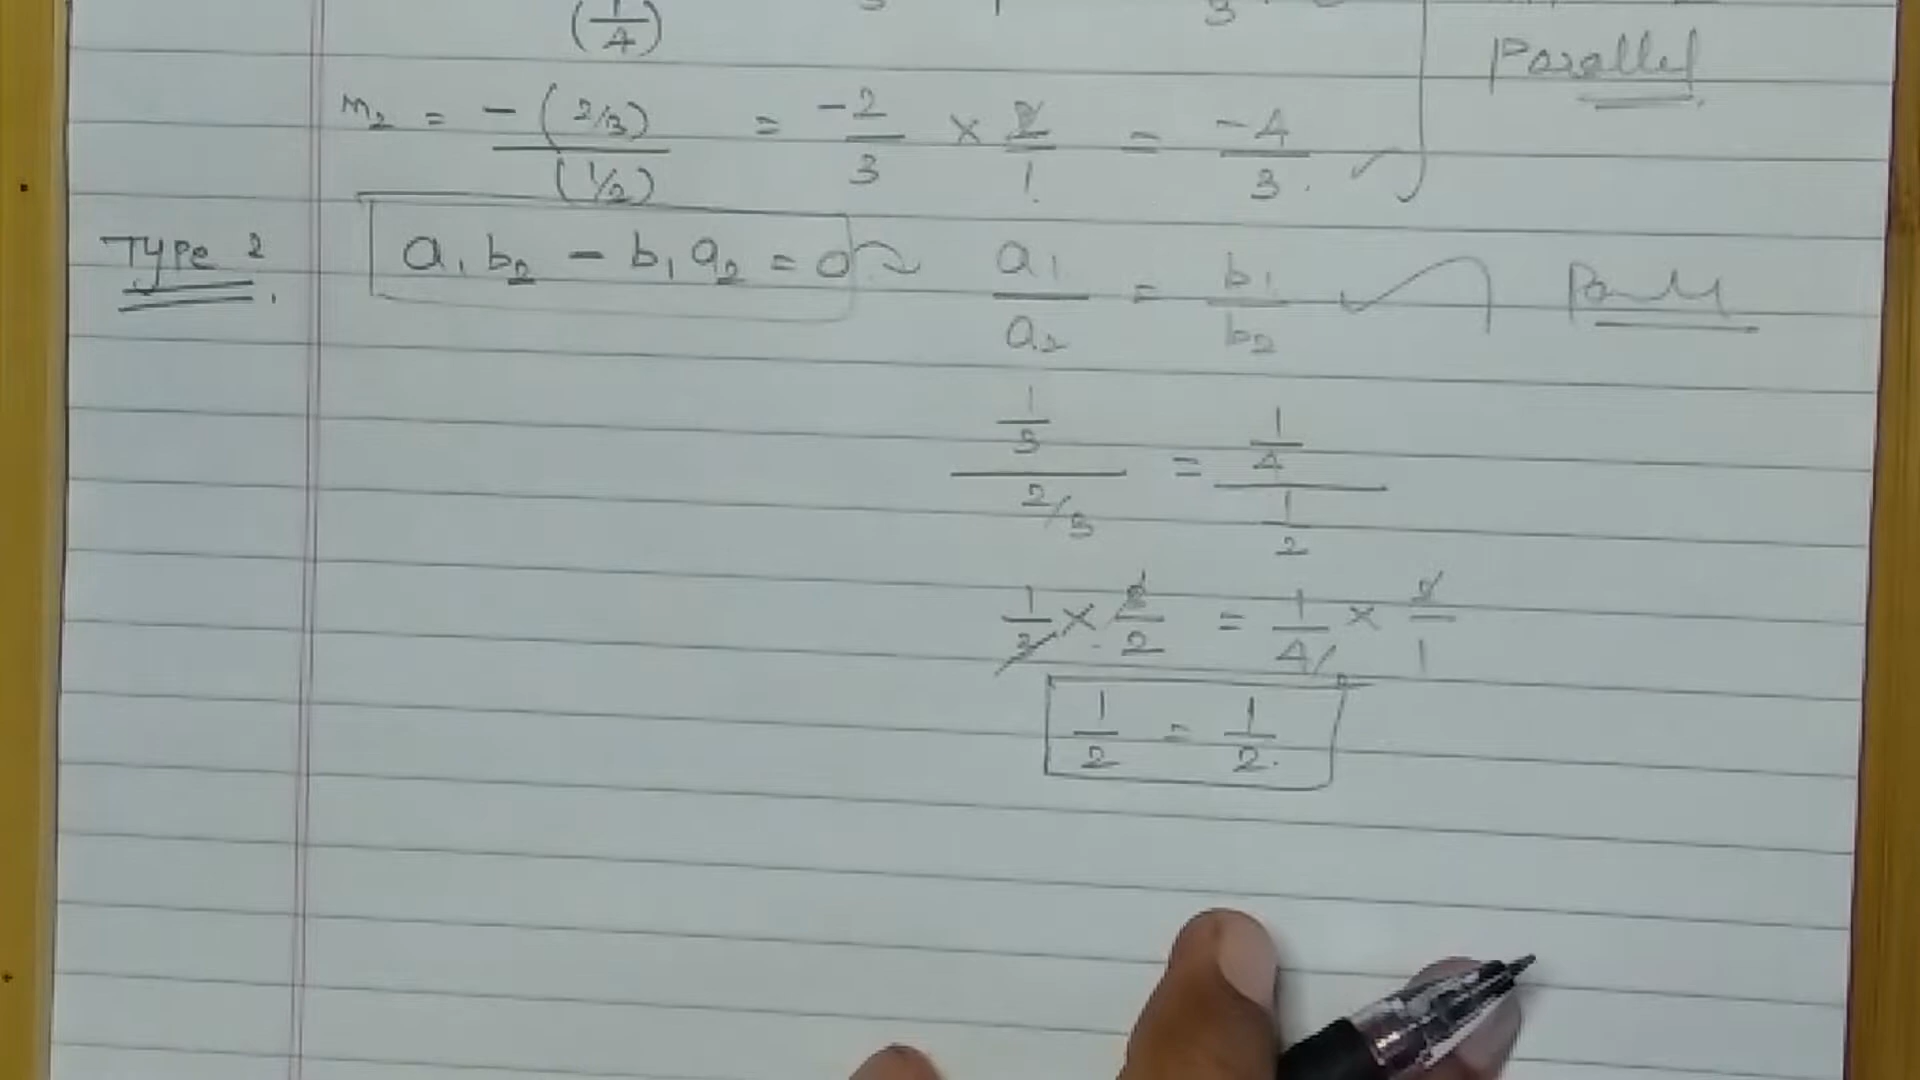 (1/4)
Parallel
m₂ = -(2/3)/(1/2) = -2/3 × 2/1 = -4/3.
Type 2. a₁b₂ - b₁a₂ = 0 a₁/a₂ = b₁/b₂
(1/3)/(2/3) = (1/4)/(1/2)
1/3 × 3/2 = 1/4 × 2/1
2
1/2 = 1/2.